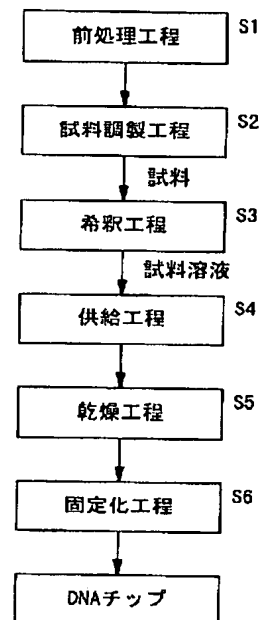 前処理工程 S1
試料調製工程 S2
試料
希釈工程 S3
試料溶液
供給工程 S4
乾燥工程 S5
固定化工程 S6
DNAチップ